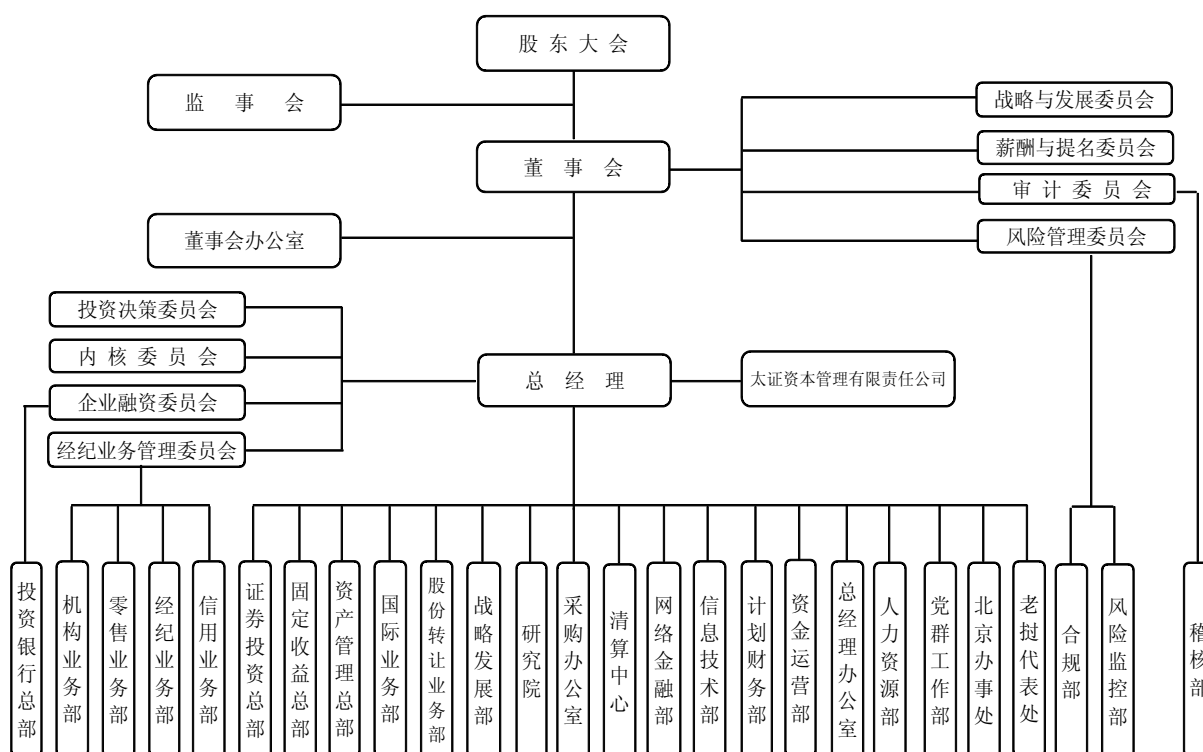 股东大会
监事会
战略与发展委员会
董事会
薪酬与提名委员会
审计委员会
董事会办公室
风险管理委员会
投资决策委员会
内核委员会
总经理
太证资本管理有限责任公司
企业融资委员会
经纪业务管理委员会
投资银行总部
机构业务部
零售业务部
经纪业务部
信用业务部
证券投资总部
固定收益总部
资产管理总部
国际业务部
股份转让业务部
战略发展部
研究院
采购办公室
清算中心
网络金融部
信息技术部
计划财务部
资金运营部
总经理办公室
人力资源部
党群工作部
北京办事处
老挝代表处
合规部
风险监控部
稽核部